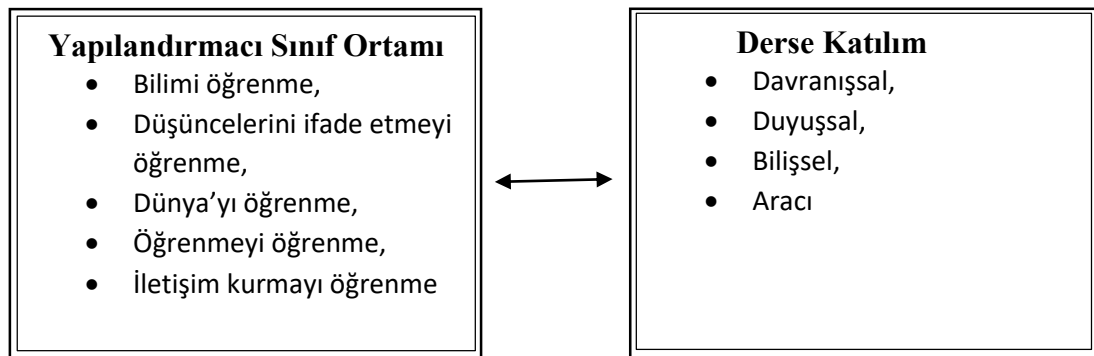 Yapılandırmacı Sınıf Ortamı
• Bilimi öğrenme,
• Düşüncelerini ifade etmeyi
öğrenme,
• Dünya’yı öğrenme,
• Öğrenmeyi öğrenme,
• İletişim kurmayı öğrenme
Derse Katılım
• Davranışsal,
• Duyuşsal,
• Bilişsel,
• Aracı